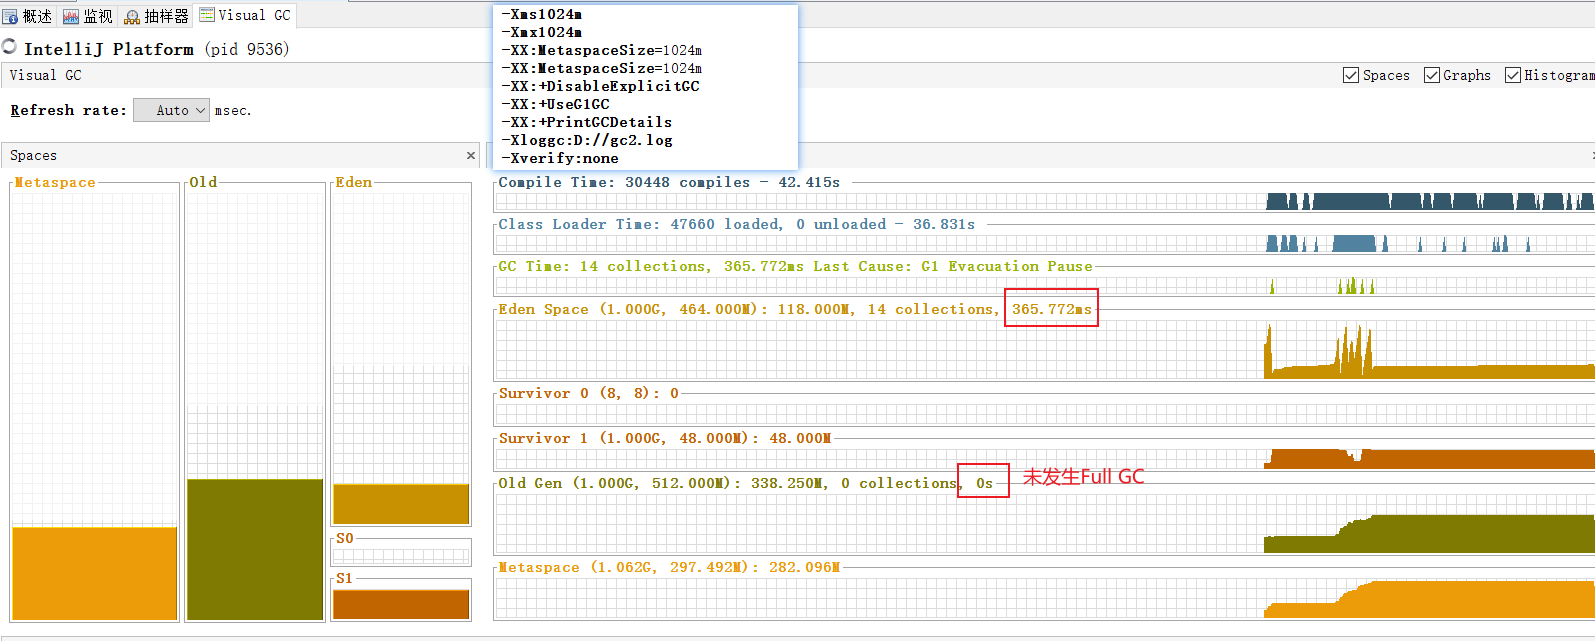 概述 监视 抽样器 Visual GC
IntelliJ Platform (pid 9536)
Visual GC
Spaces Graphs Histogram
Refresh rate: Auto msec.
-Xms1024m
-Xmx1024m
-XX:MetaspaceSize=1024m
-XX:MetaspaceSize=1024m
-XX:+DisableExplicitGC
-XX:+UseG1GC
-XX:+PrintGCDetails
-Xloggc:D://gc2.log
-Xverify:none
Spaces
Metaspace
Old
Eden
S0
S1
Compile Time: 30448 compiles - 42.415s
Class Loader Time: 47660 loaded, 0 unloaded - 36.831s
GC Time: 14 collections, 365.772ms Last Cause: G1 Evacuation Pause
Eden Space (1.000G, 464.000M): 118.000M, 14 collections, 365.772ms
Survivor 0 (8, 8): 0
Survivor 1 (1.000G, 48.000M): 48.000M
Old Gen (1.000G, 512.000M): 338.250M, 0 collections, 0s
未发生Full GC
Metaspace (1.062G, 297.492M): 282.096M